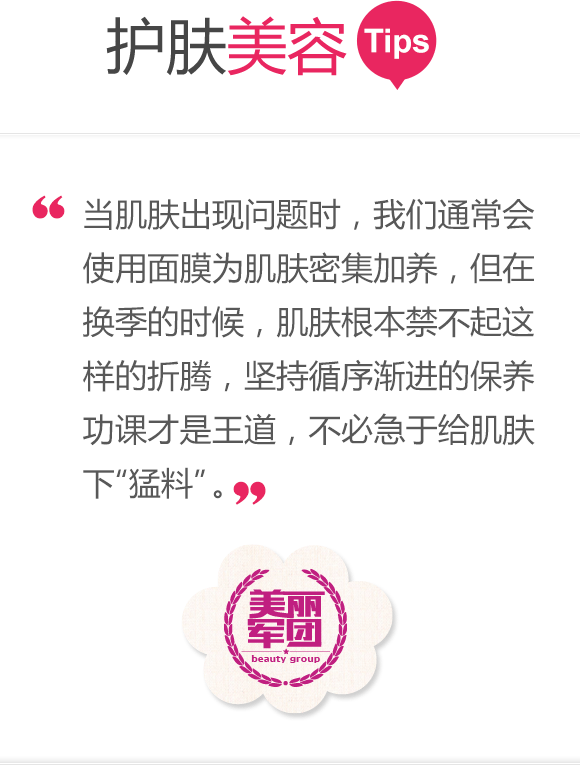 护肤美容 Tips
“当肌肤出现问题时，我们通常会
使用面膜为肌肤密集加养，但在
换季的时候，肌肤根本禁不起这
样的折腾，坚持循序渐进的保养
功课才是王道，不必急于给肌肤
下“猛料”。”
美丽
军团
beauty group